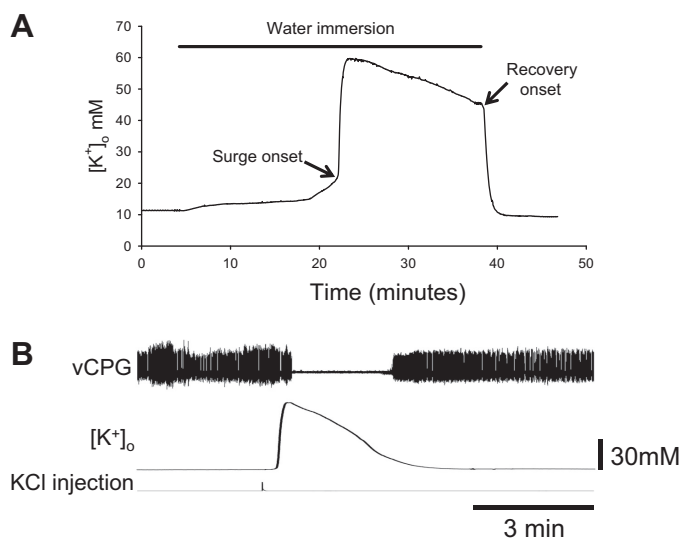 A
70
60
50
40
30
20
10
0
[K+]o mM
Water immersion
Surge onset
Recovery
onset
0 10 20 30 40 50
Time (minutes)
B
vCPG
[K+]o
30mM
KCl injection
3 min